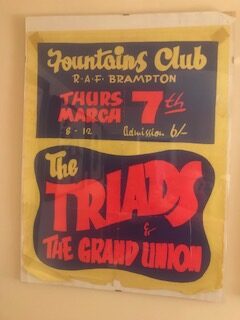 Fountains Club
R·A·F· BRAMPTON
THURS 7th
MARCH
8-12 Admission 6/-
The
TRIADS
&
THE GRAND UNION